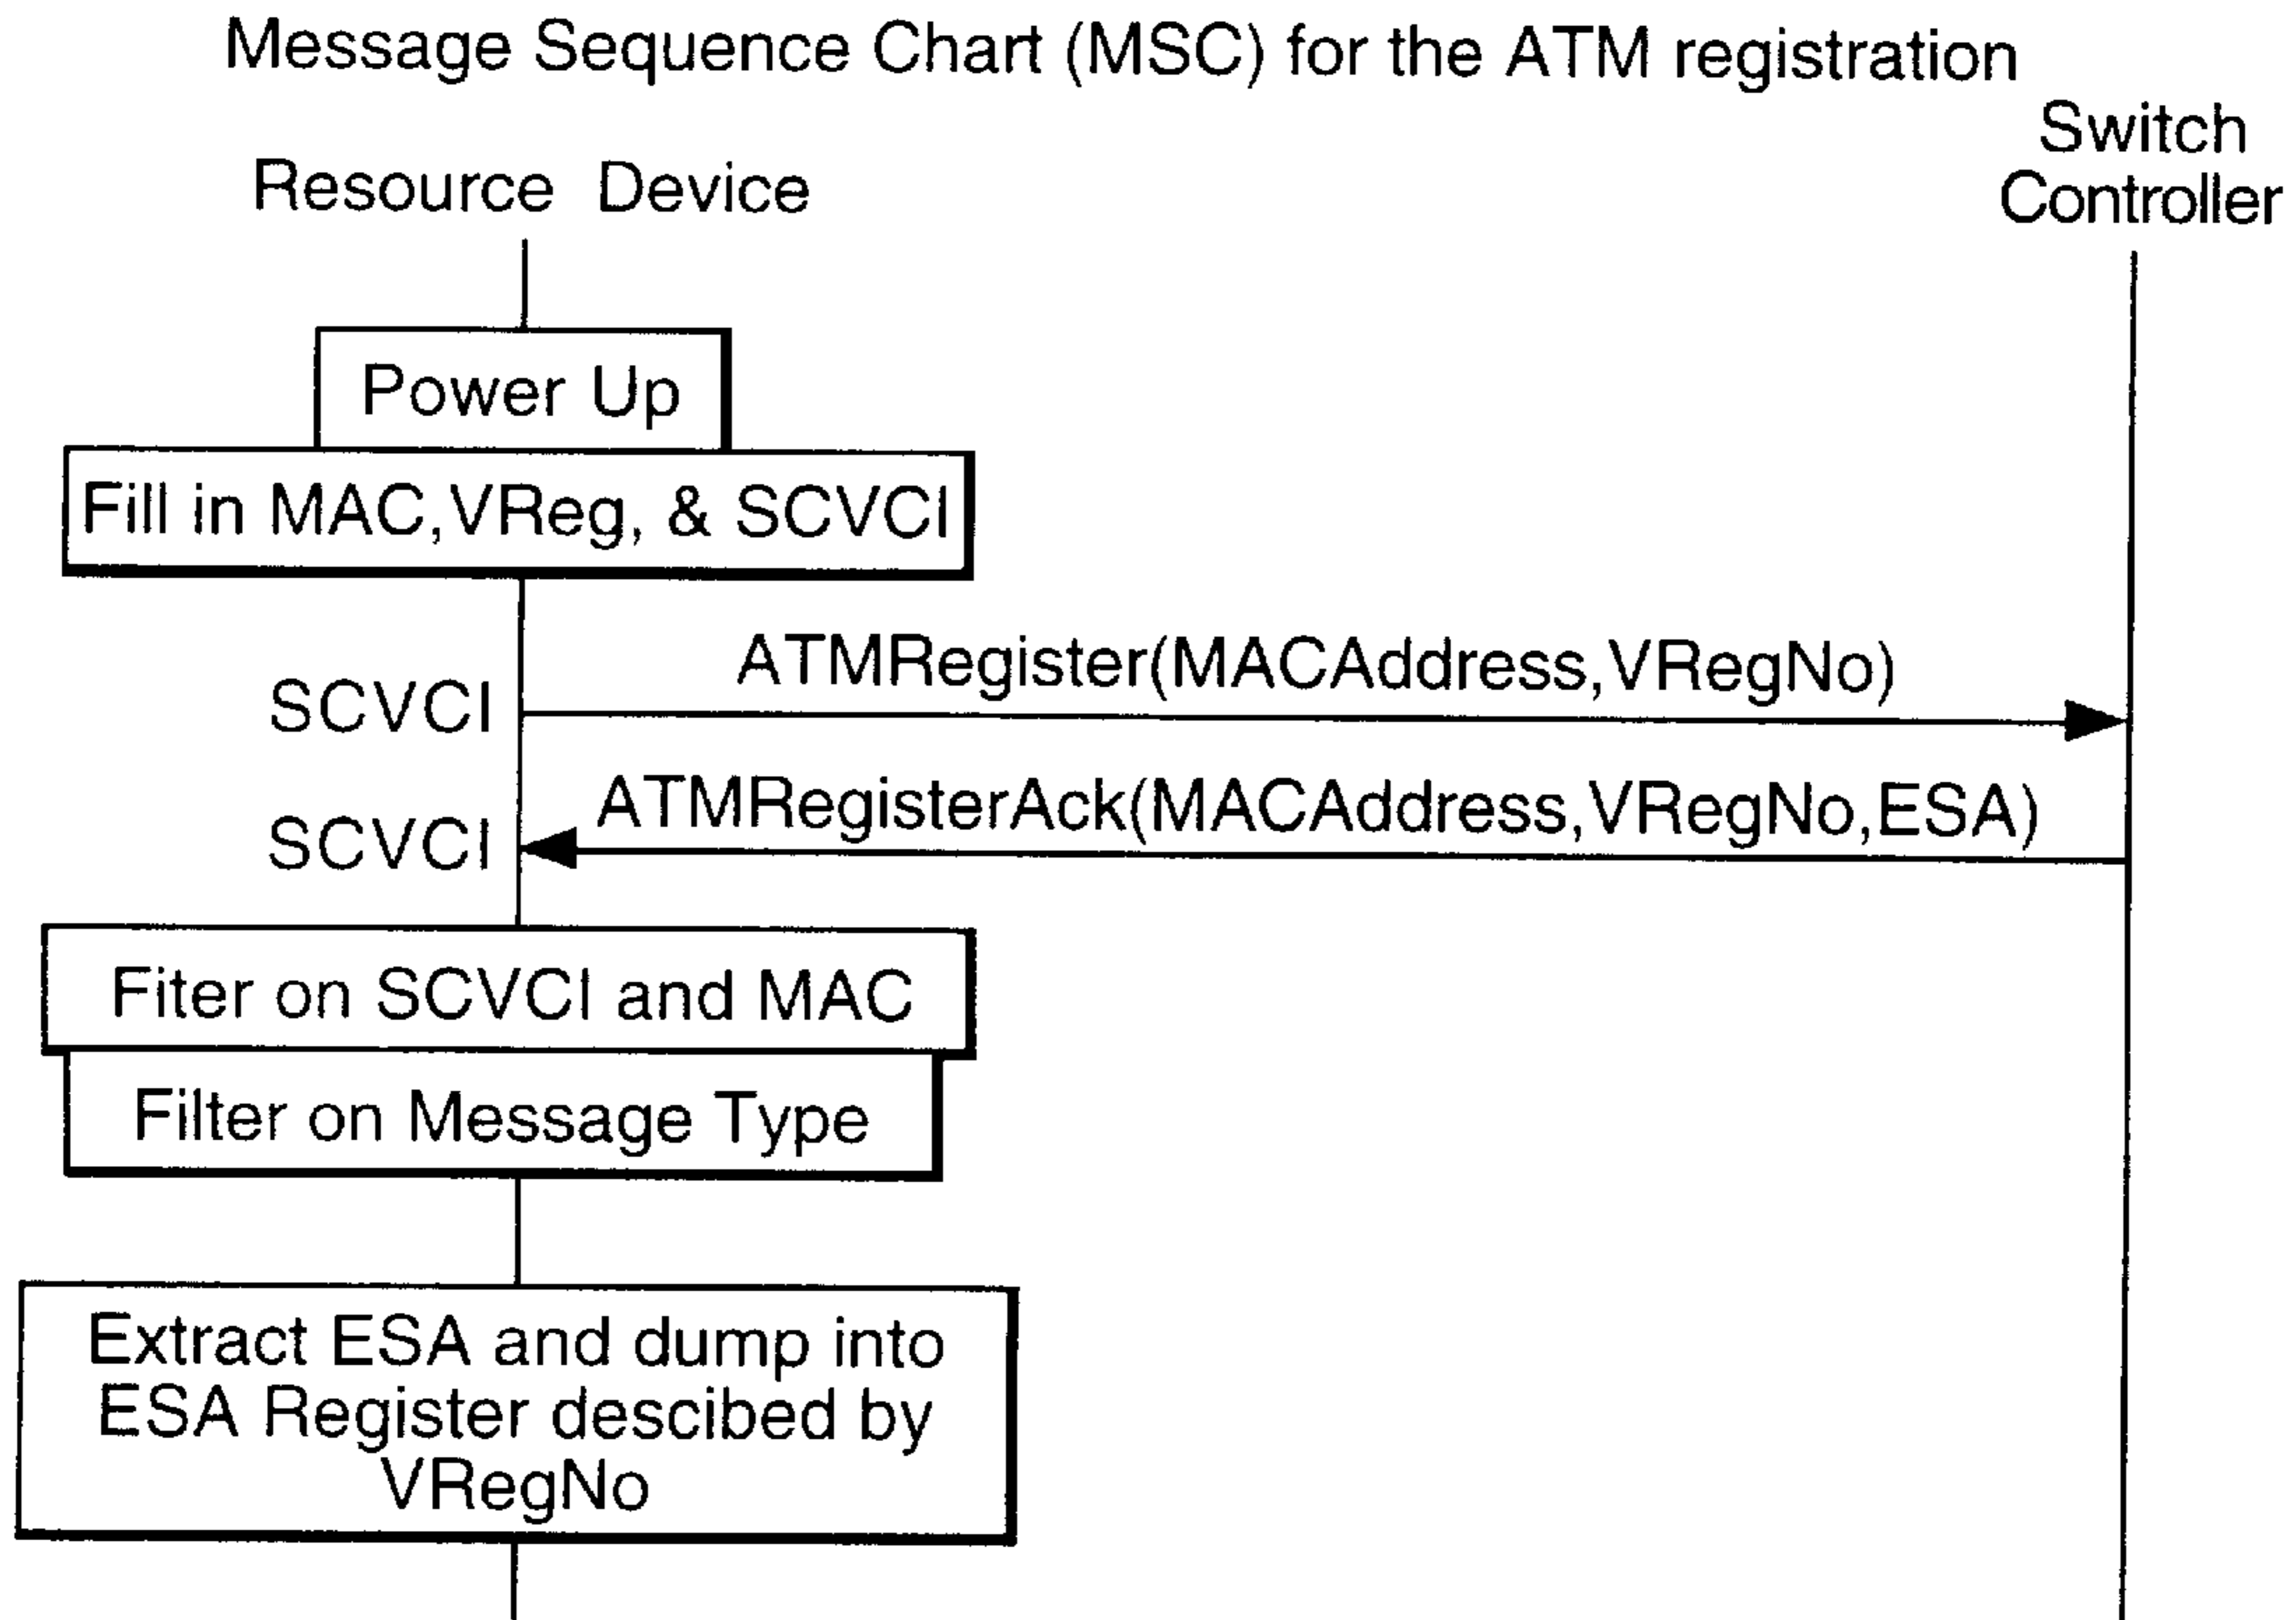 Message Sequence Chart (MSC) for the ATM registration
Switch
Controller
Resource Device
Power Up
Fill in MAC,VReg, & SCVCI
ATMRegister(MACAddress,VRegNo)
SCVCI
ATMRegisterAck(MACAddress,VRegNo,ESA)
SCVCI
Fiter on SCVCI and MAC
Filter on Message Type
Extract ESA and dump into
ESA Register descibed by
VRegNo